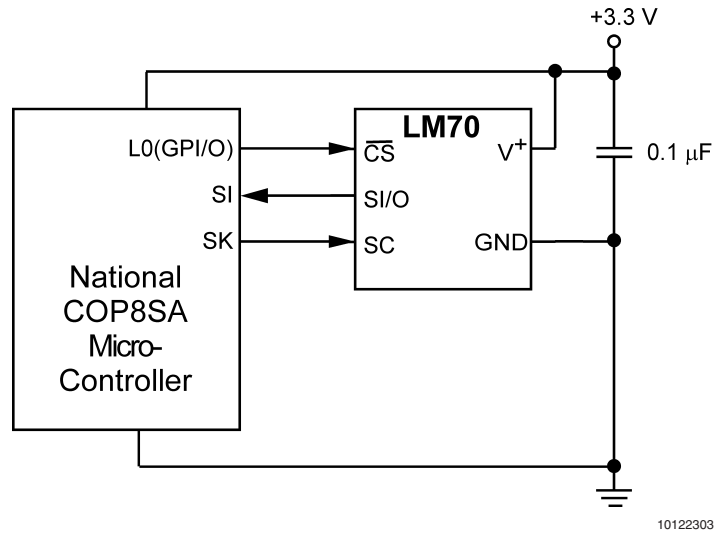 +3.3 V
LM70
L0(GPI/O)
CS
V+
0.1 µF
SI
SI/O
SK
SC
GND
National
COP8SA
Micro-
Controller
10122303